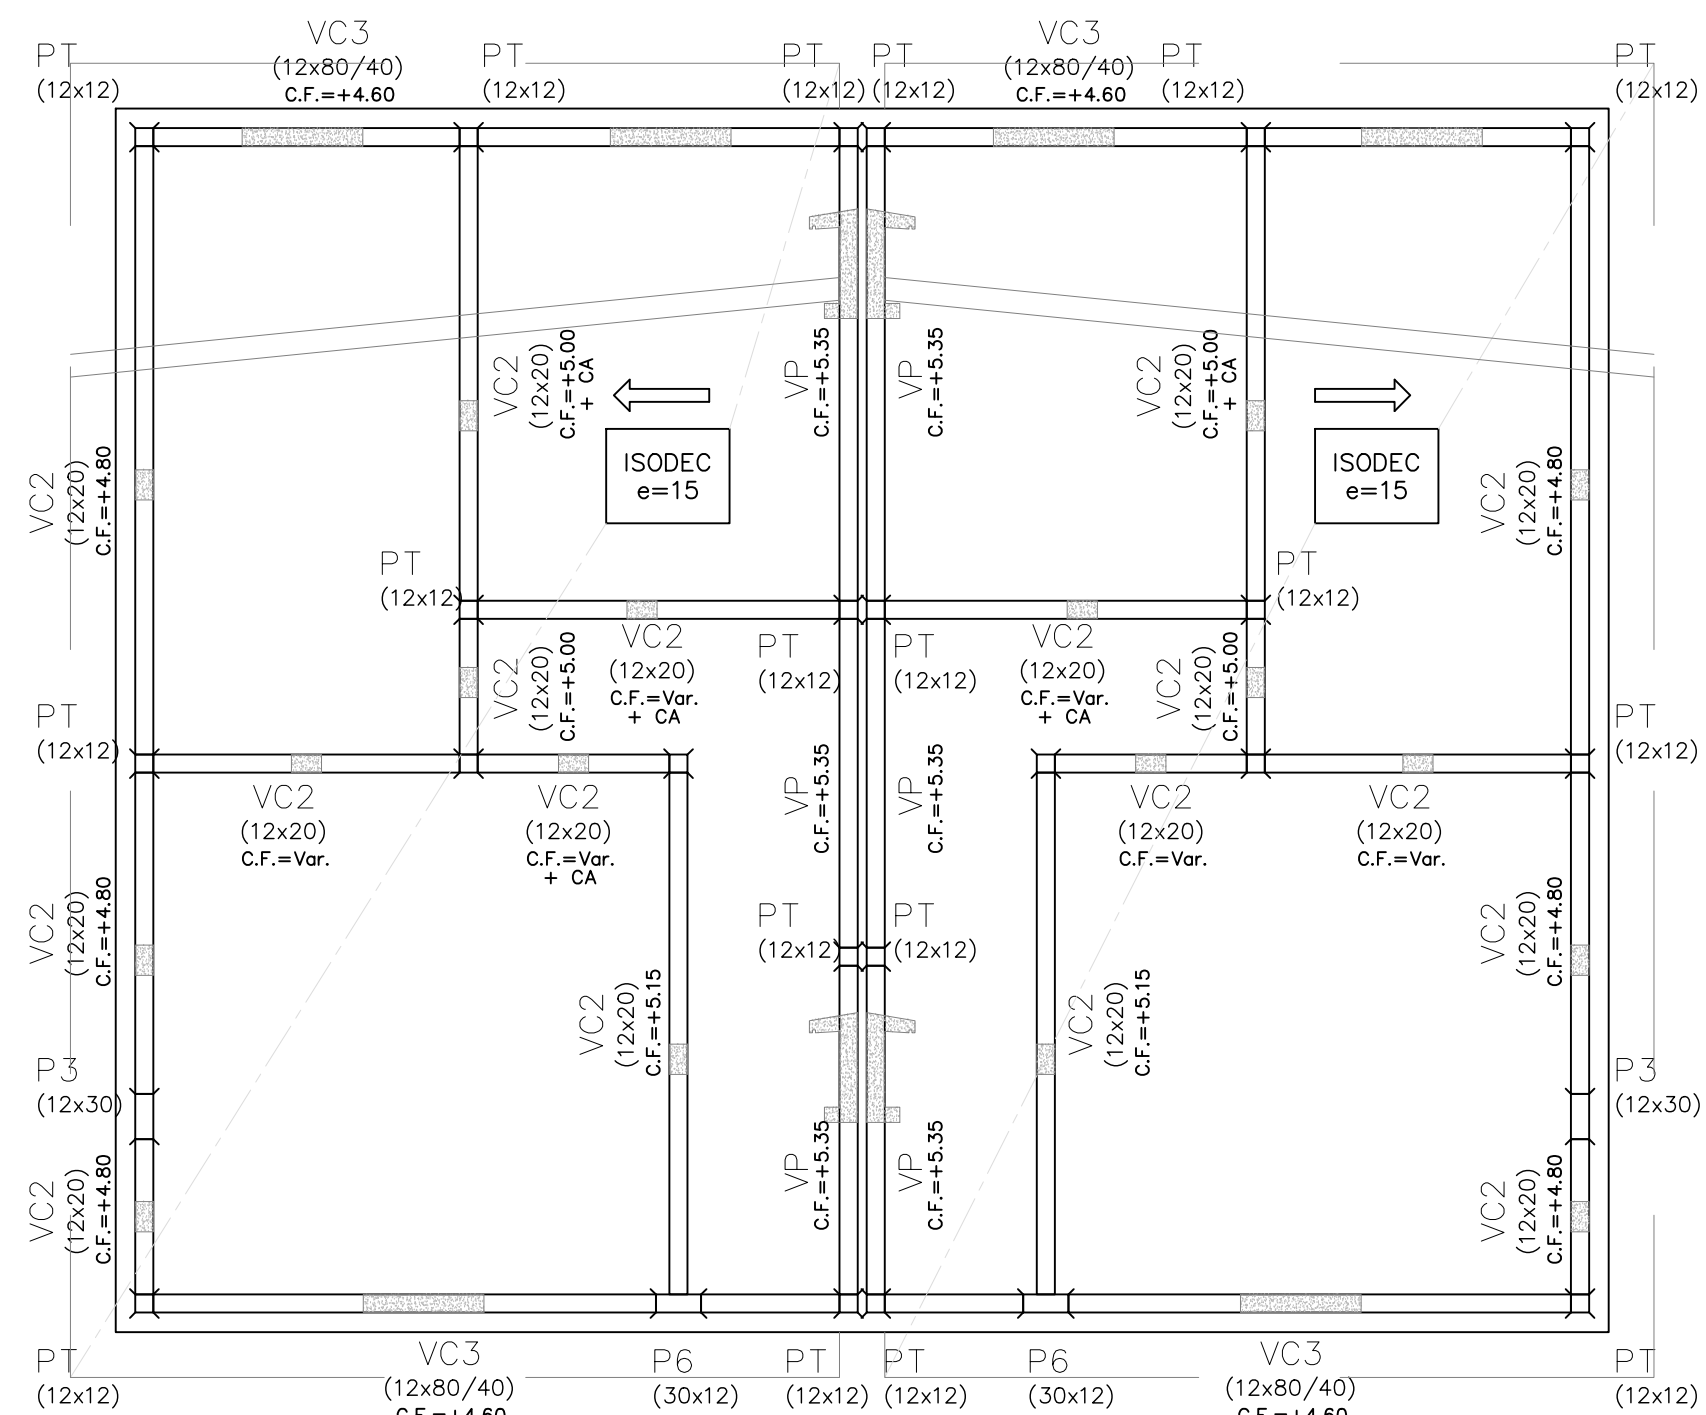 VC3
(12x80/40)
C.F.=+4.60
VC3
(12x80/40)
C.F.=+4.60
PT
(12x12)
PT
(12x12)
PT
(12x12)
PT
(12x12)
PT
(12x12)
PT
(12x12)
VC2
(12x20)
C.F.=+5.00
+ CA
VP
C.F.=+5.35
VP
C.F.=+5.35
VC2
(12x20)
C.F.=+5.00
+ CA
VC2
(12x20)
C.F.=+4.80
ISODEC
e=15
ISODEC
e=15
VC2
(12x20)
C.F.=+4.80
PT
(12x12)
PT
(12x12)
VC2
(12x20)
C.F.=+5.00
VC2
(12x20)
C.F.=Var.
+ CA
PT
(12x12)
PT
(12x12)
VC2
(12x20)
C.F.=Var.
+ CA
VC2
(12x20)
C.F.=+5.00
PT
(12x12)
PT
(12x12)
VC2
(12x20)
C.F.=Var.
VC2
(12x20)
C.F.=Var.
+ CA
VP
C.F.=+5.35
VP
C.F.=+5.35
VC2
(12x20)
C.F.=Var.
VC2
(12x20)
C.F.=Var.
VC2
(12x20)
C.F.=+4.80
PT
(12x12)
PT
(12x12)
VC2
(12x20)
C.F.=+4.80
VC2
(12x20)
C.F.=+5.15
VC2
(12x20)
C.F.=+5.15
P3
(12x30)
P3
(12x30)
VC2
(12x20)
C.F.=+4.80
VP
C.F.=+5.35
VP
C.F.=+5.35
VC2
(12x20)
C.F.=+4.80
PT
(12x12)
VC3
(12x80/40)
C.F.=+4.60
P6
(30x12)
PT
(12x12)
PT
(12x12)
P6
(30x12)
VC3
(12x80/40)
C.F.=+4.60
PT
(12x12)